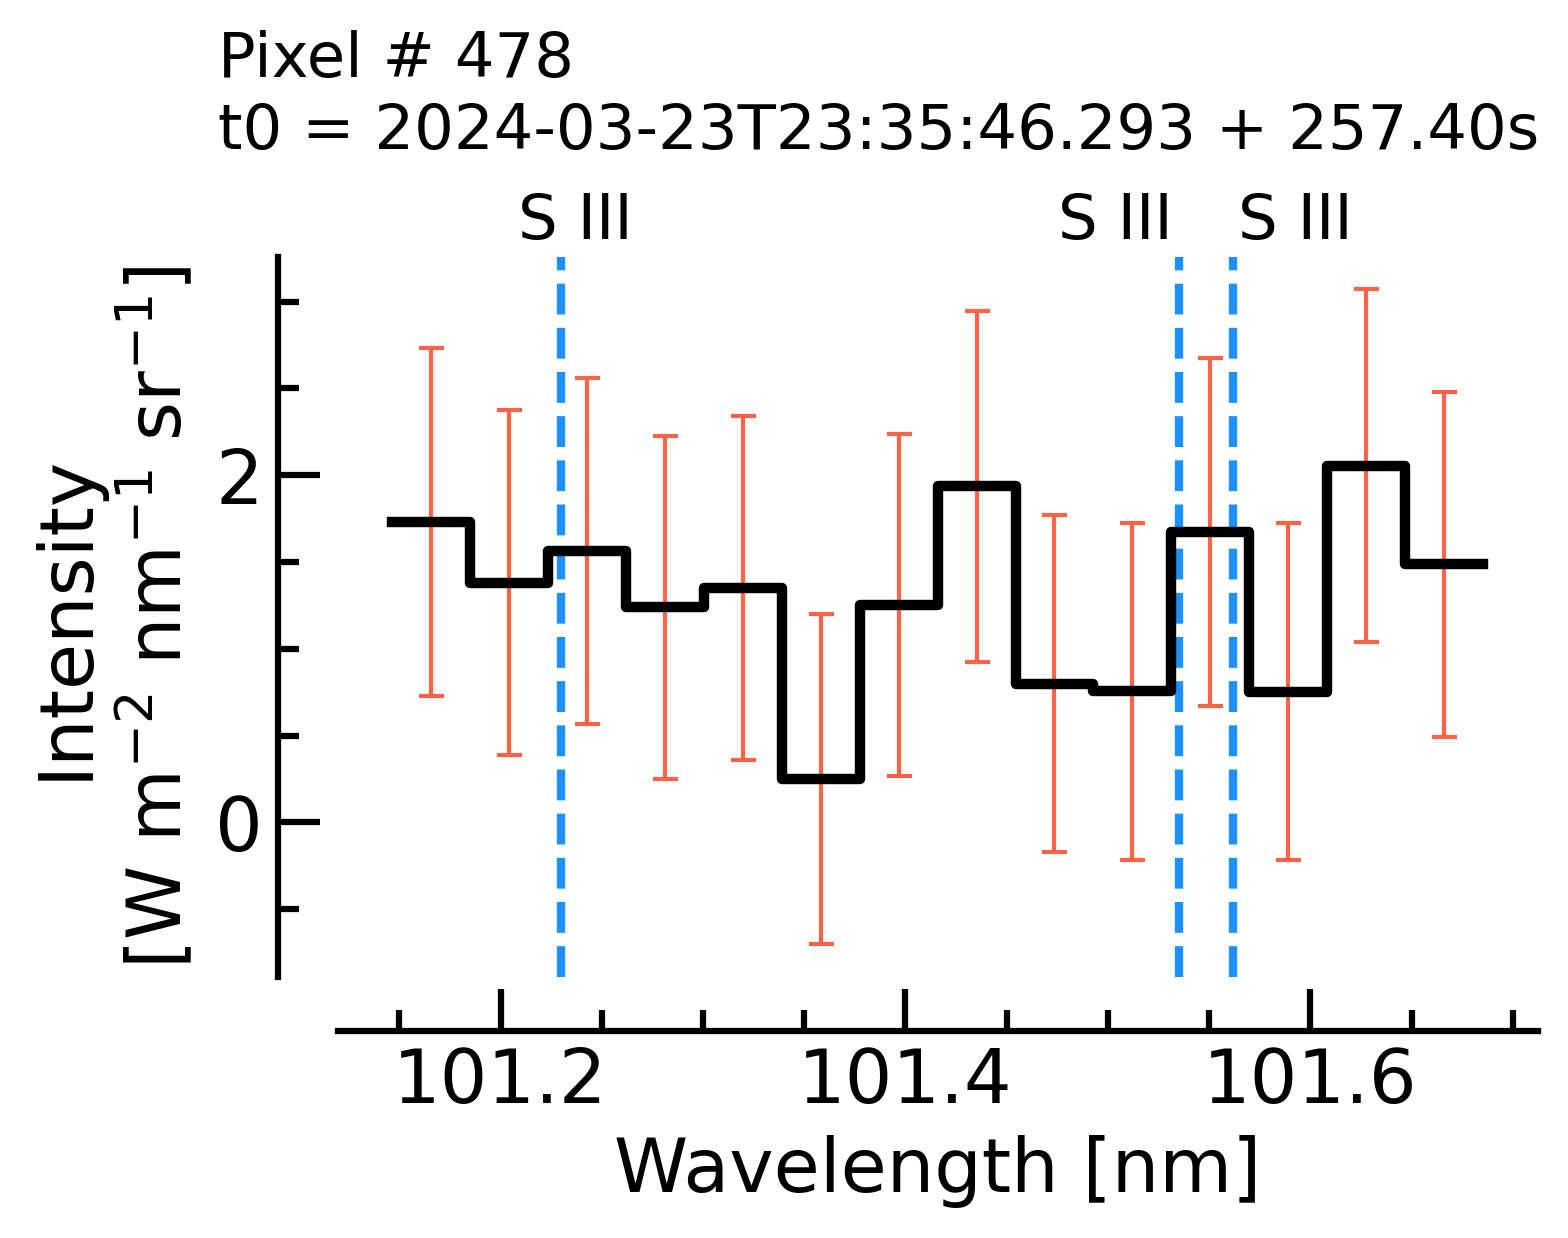 Pixel # 478
t0 = 2024-03-23T23:35:46.293 + 257.40s
S III S III S III
Intensity
[W m⁻² nm⁻¹ sr⁻¹]
2
0
101.2 101.4 101.6
Wavelength [nm]